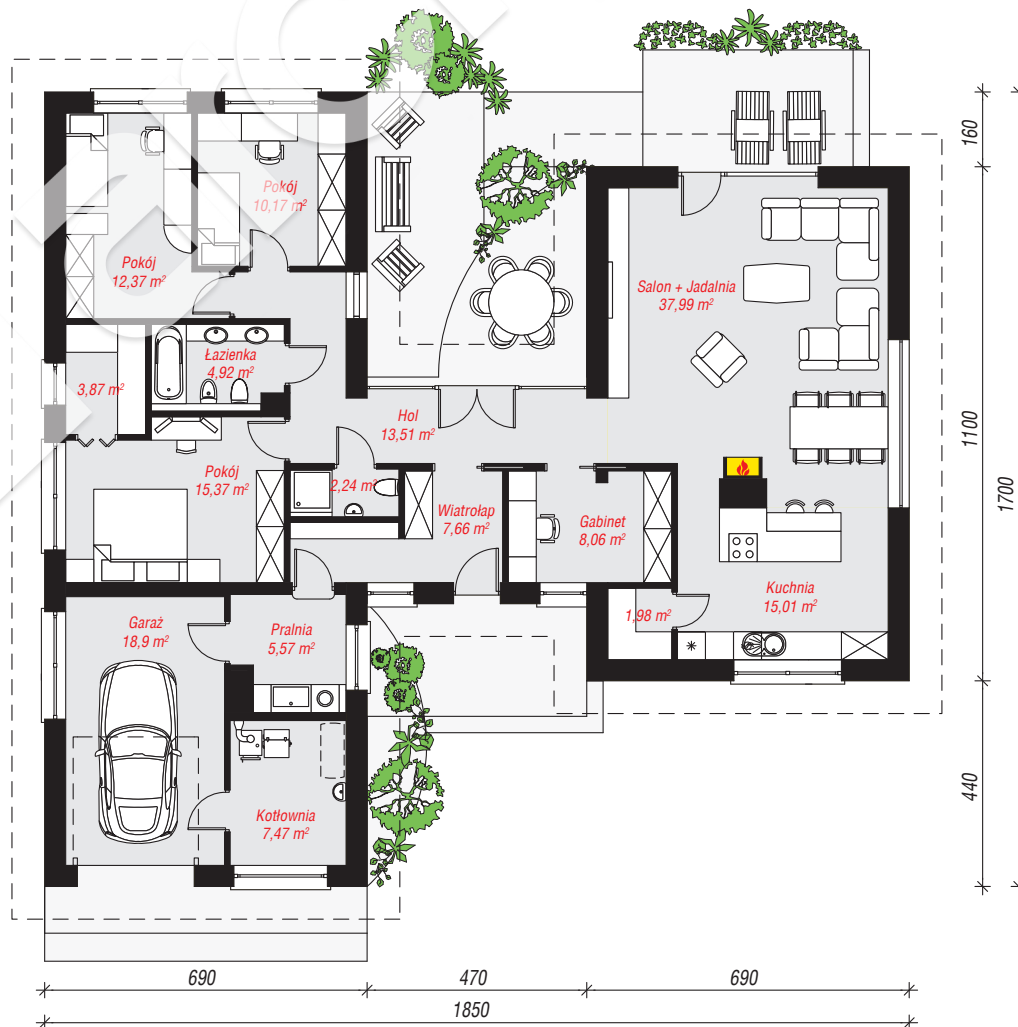 Pokój
10,17 m²
Pokój
12,37 m²
Salon + Jadalnia
37,99 m²
Łazienka
4,92 m²
3,87 m²
Hol
13,51 m²
Pokój
15,37 m²
2,24 m²
Wiatrołap
7,66 m²
Gabinet
8,06 m²
Kuchnia
15,01 m²
1,98 m²
Garaż
18,9 m²
Pralnia
5,57 m²
Kotłownia
7,47 m²
160
1100
1700
440
690
470
690
1850